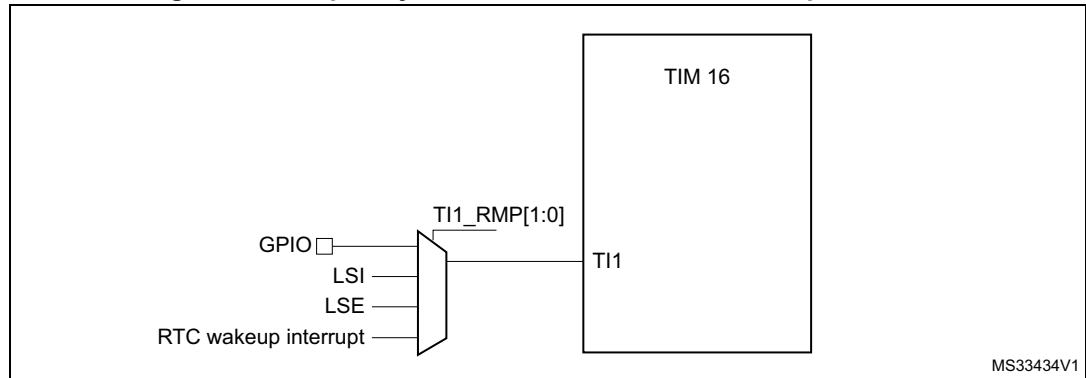 TIM 16
TI1_RMP[1:0]
GPIO
TI1
LSI
LSE
RTC wakeup interrupt
MS33434V1